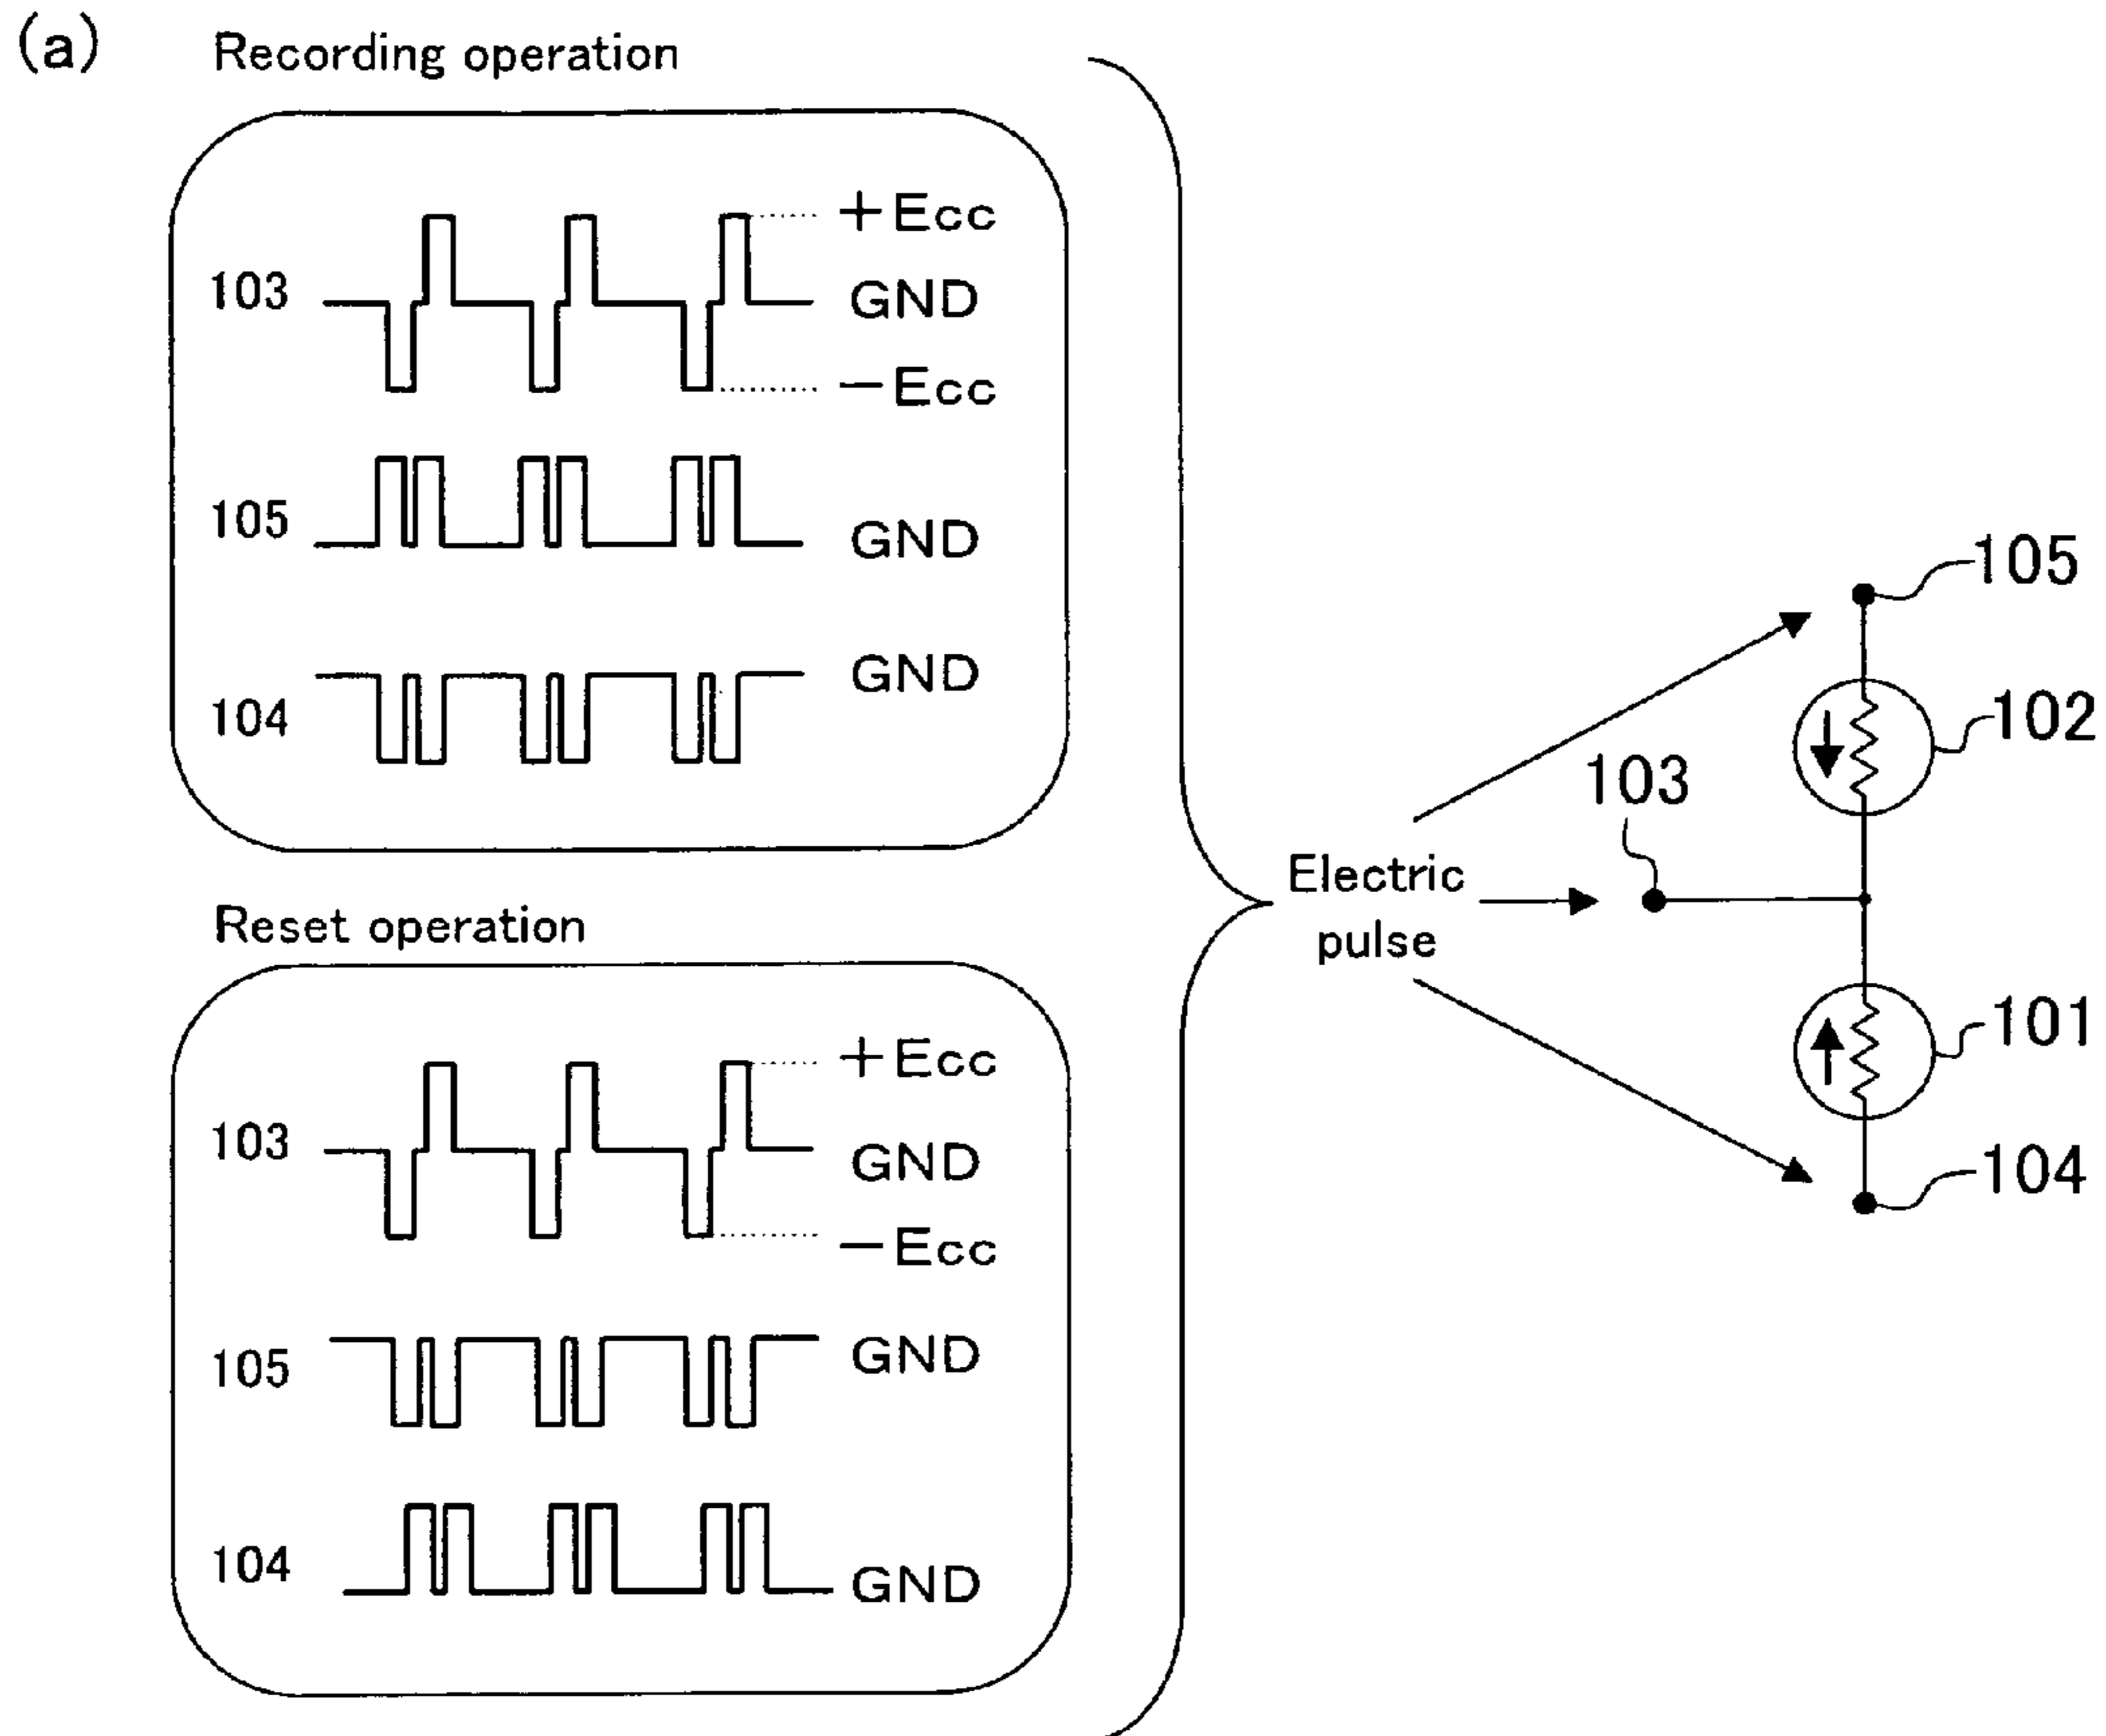 (a)
Recording operation
+Ecc
103
GND
−Ecc
105
GND
GND
104
Reset operation
+Ecc
103
GND
−Ecc
105
GND
104
GND
Electric
pulse
105
102
103
101
104